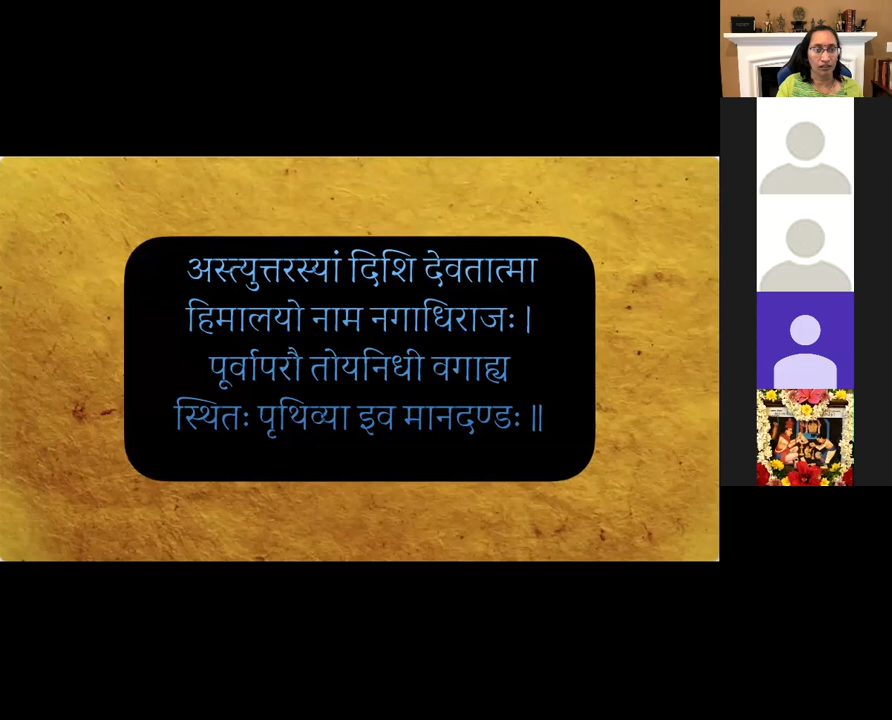 अस्त्युत्तरस्यां दिशि देवतात्मा
हिमालयो नाम नगाधिराजः |
पूर्वापरौ तोयनिधी वगाह्य
स्थितः पृथिव्या इव मानदण्डः ॥